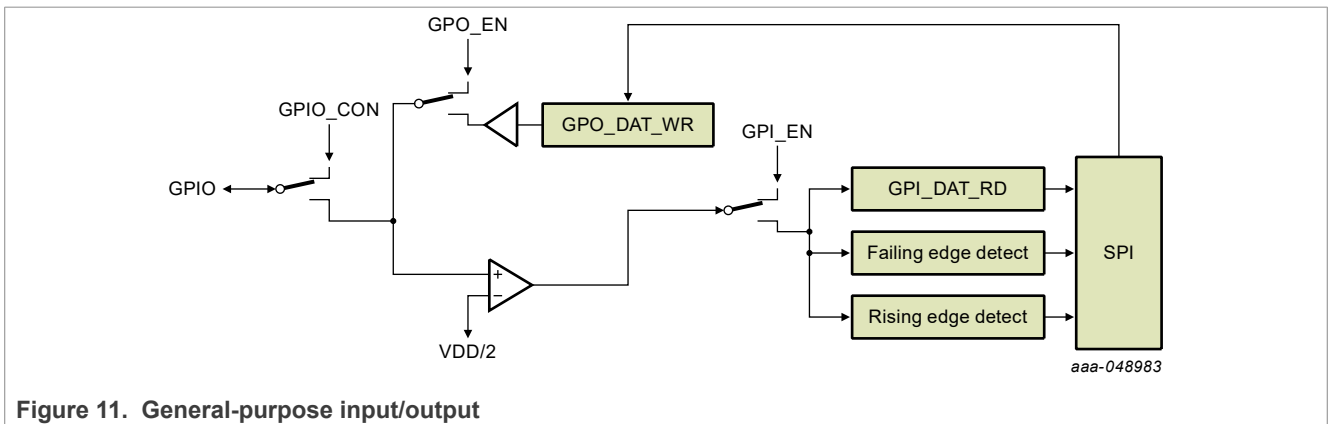 GPO_EN
GPIO_CON
GPO_DAT_WR
GPI_EN
GPIO
GPI_DAT_RD
+
Failing edge detect
SPI
−
Rising edge detect
VDD/2
aaa-048983
Figure 11. General-purpose input/output